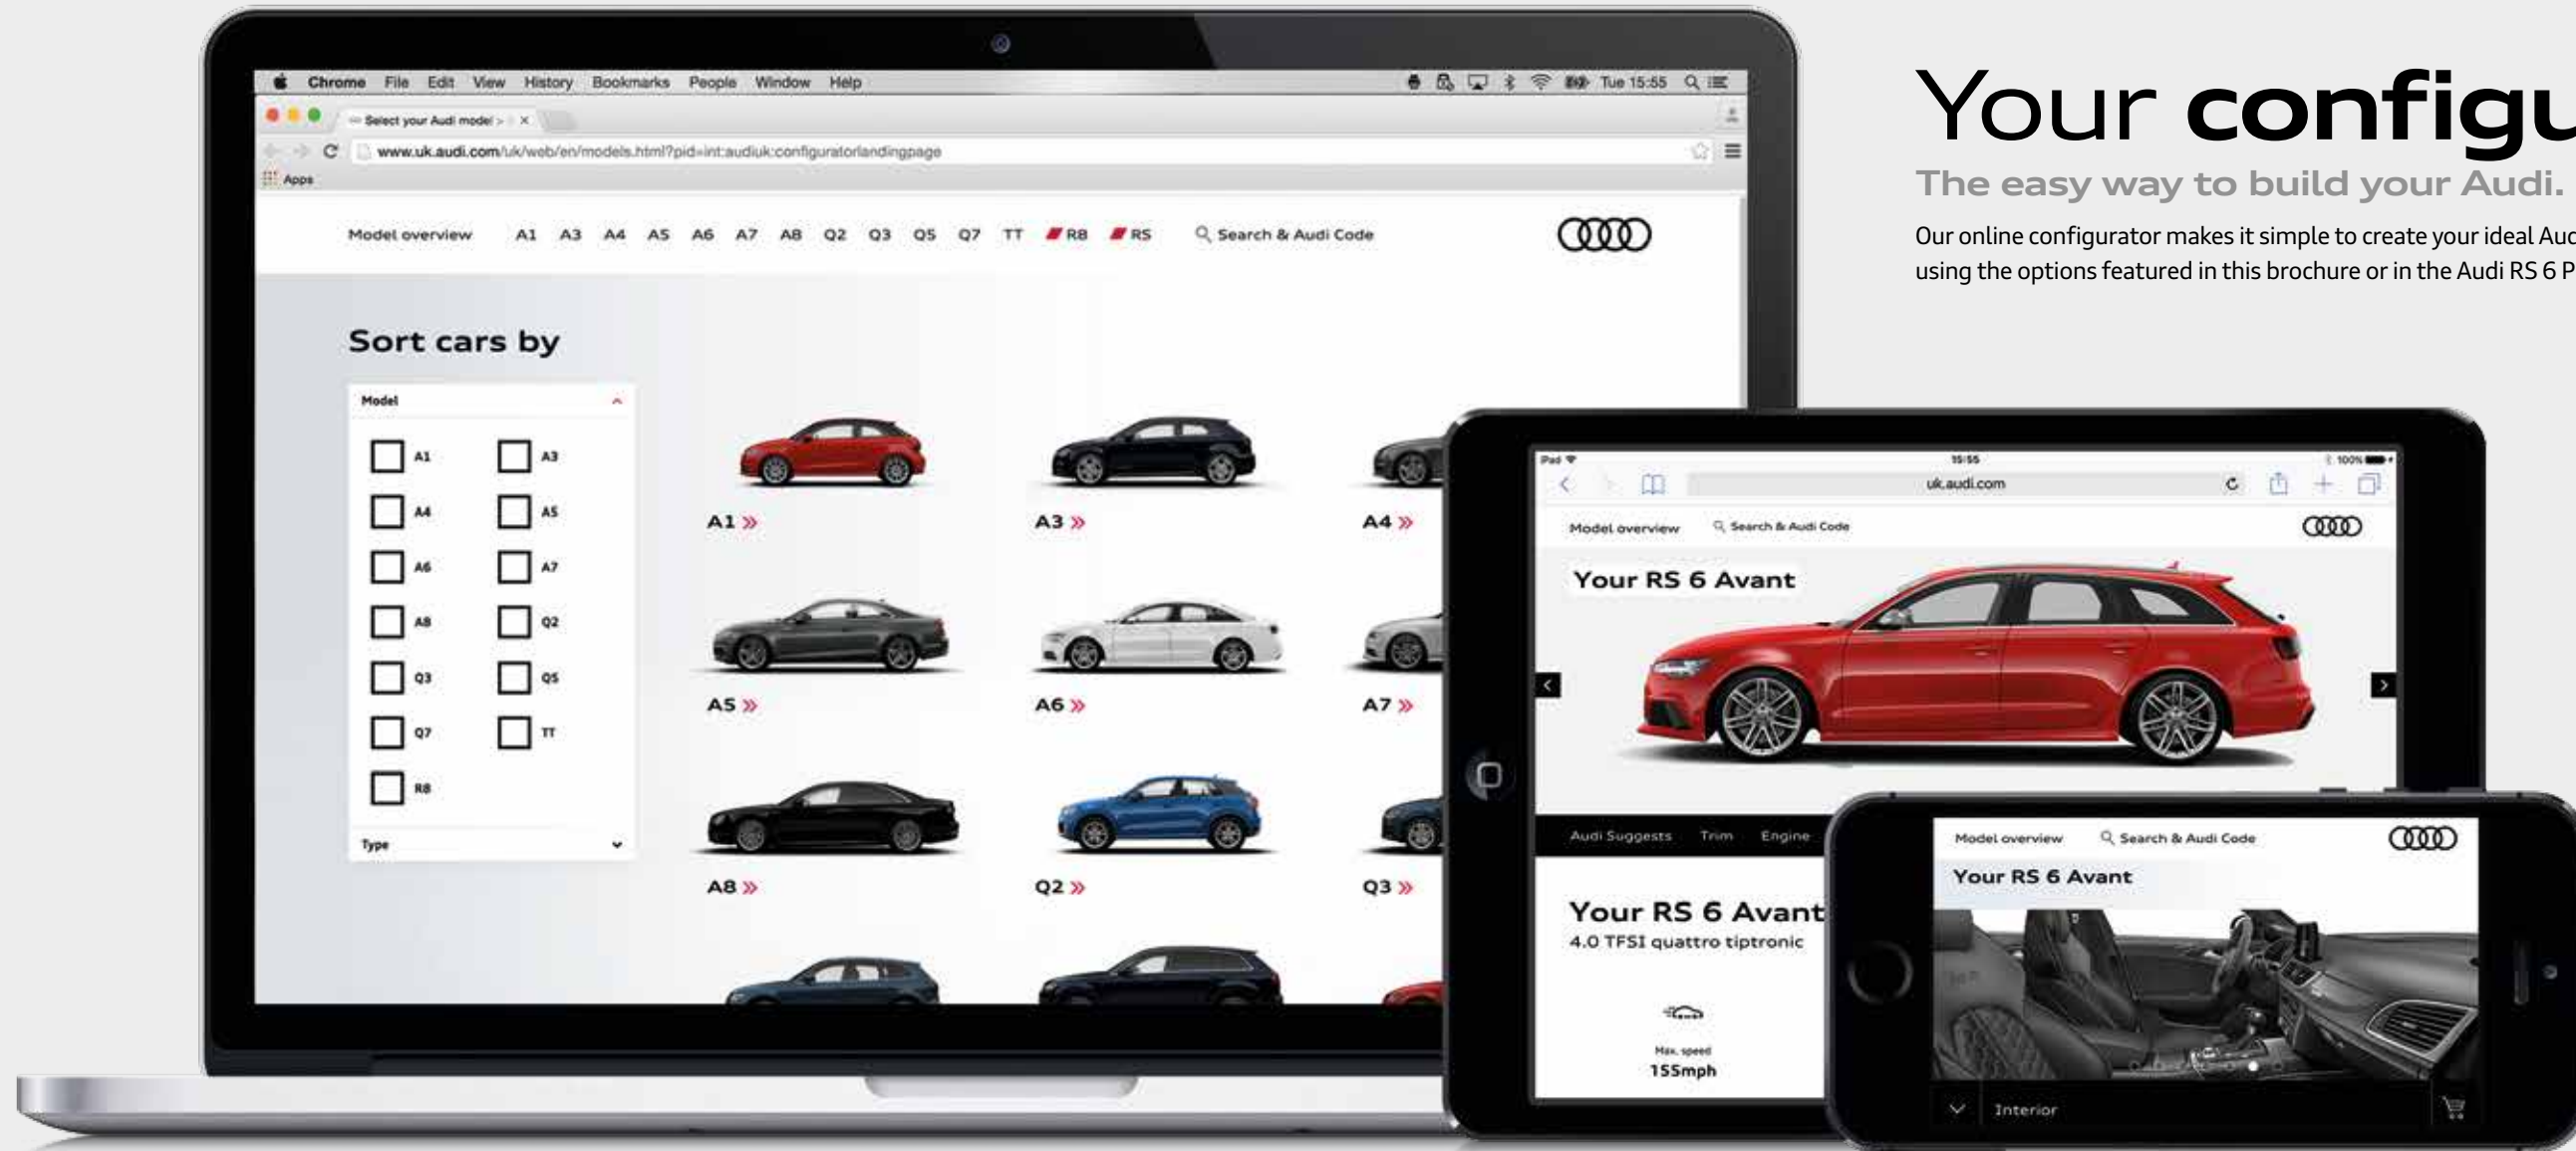 Chrome File Edit View History Bookmarks People Window Help Tue 15:55
Select your Audi model >
www.uk.audi.com/uk/web/en/models.html?pid=int:audiuk:configuratorlandingpage
Apps
Model overview A1 A3 A4 A5 A6 A7 A8 Q2 Q3 Q5 Q7 TT R8 RS Search & Audi Code
Sort cars by
Model
A1 A3
A4 A5
A6 A7
A8 Q2
Q3 Q5
Q7 TT
R8
Type
A1 »
A3 »
A4 »
A5 »
A6 »
A7 »
A8 »
Q2 »
Q3 »
Your configu
The easy way to build your Audi.
Our online configurator makes it simple to create your ideal Aud
using the options featured in this brochure or in the Audi RS 6 P
iPad 15:55 100%
uk.audi.com
Model overview Search & Audi Code
Your RS 6 Avant
Audi Suggests Trim Engine
Your RS 6 Avant
4.0 TFSI quattro tiptronic
Max. speed
155mph
Model overview Search & Audi Code
Your RS 6 Avant
Interior